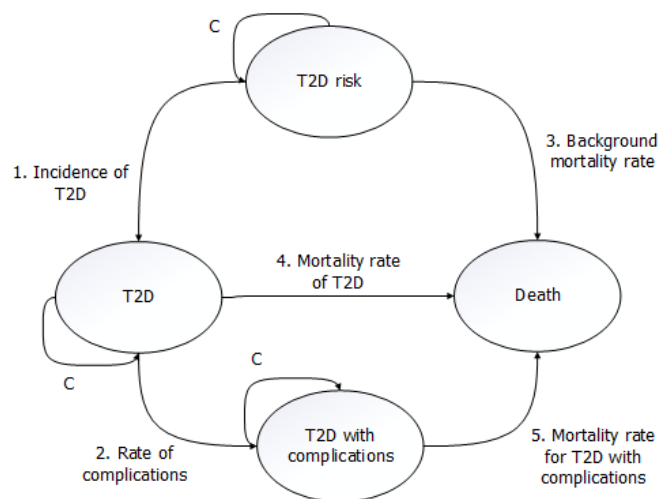 C
T2D risk
3. Background
mortality rate
1. Incidence of
T2D
4. Mortality rate
of T2D
T2D
Death
C
C
2. Rate of
complications
T2D with
complications
5. Mortality rate
for T2D with
complications